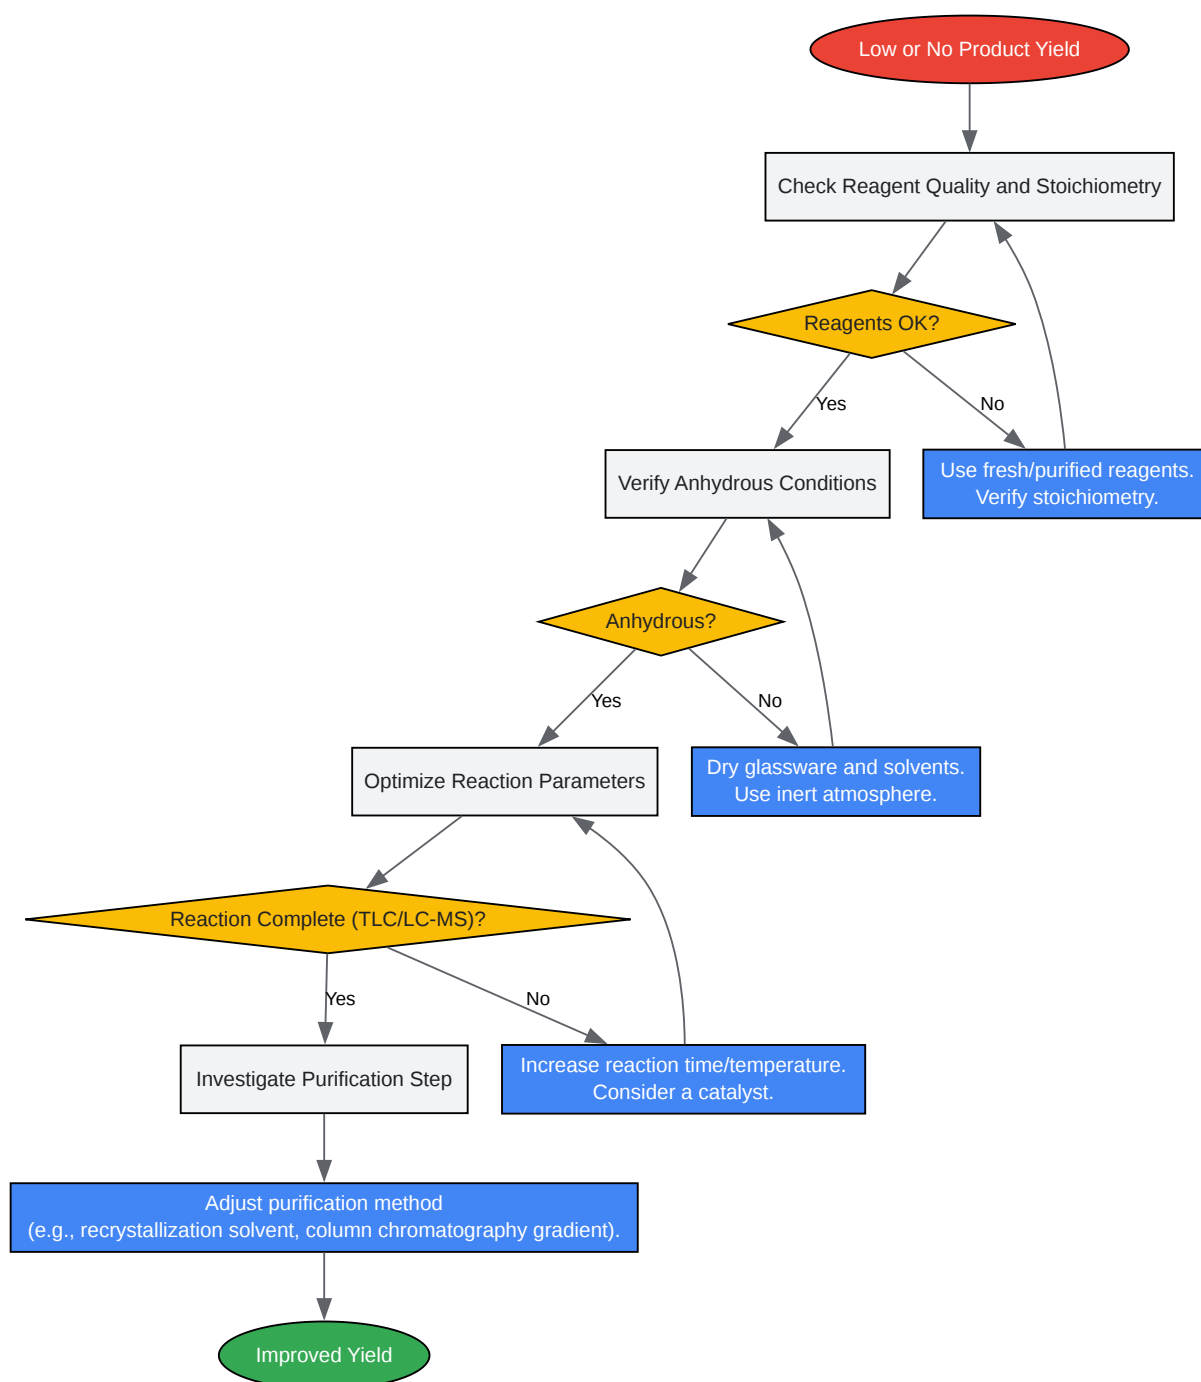 Low or No Product Yield
Check Reagent Quality and Stoichiometry
Reagents OK?
Yes
No
Verify Anhydrous Conditions
Use fresh/purified reagents.
Verify stoichiometry.
Anhydrous?
Yes
No
Optimize Reaction Parameters
Dry glassware and solvents.
Use inert atmosphere.
Reaction Complete (TLC/LC-MS)?
Yes
No
Investigate Purification Step
Increase reaction time/temperature.
Consider a catalyst.
Adjust purification method
(e.g., recrystallization solvent, column chromatography gradient).
Improved Yield